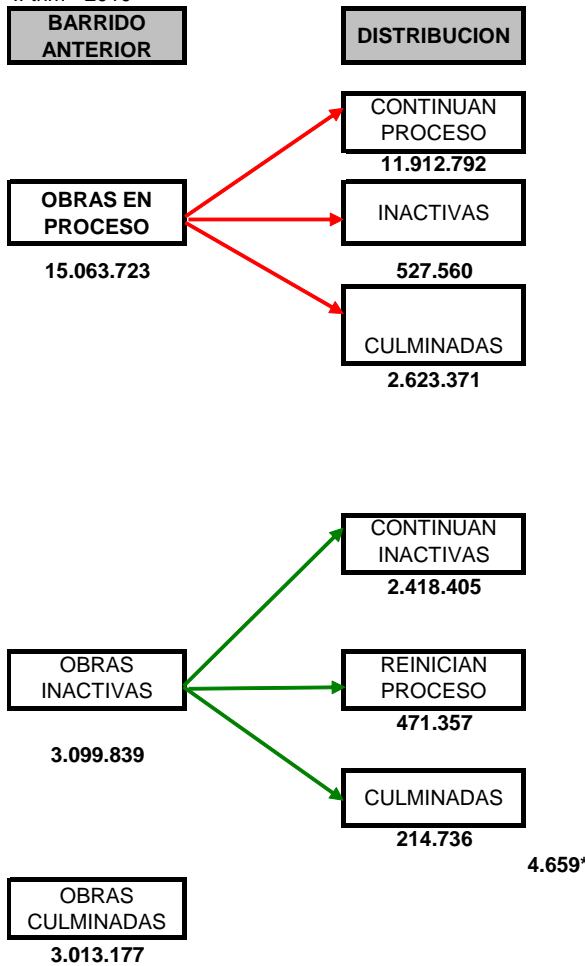 BARRIDO
ANTERIOR
DISTRIBUCION
CONTINUAN
PROCESO
11.912.792
OBRAS EN
PROCESO
15.063.723
INACTIVAS
527.560
CULMINADAS
2.623.371
CONTINUAN
INACTIVAS
2.418.405
OBRAS
INACTIVAS
3.099.839
REINICIAN
PROCESO
471.357
CULMINADAS
214.736
4.659*
OBRAS
CULMINADAS
3.013.177